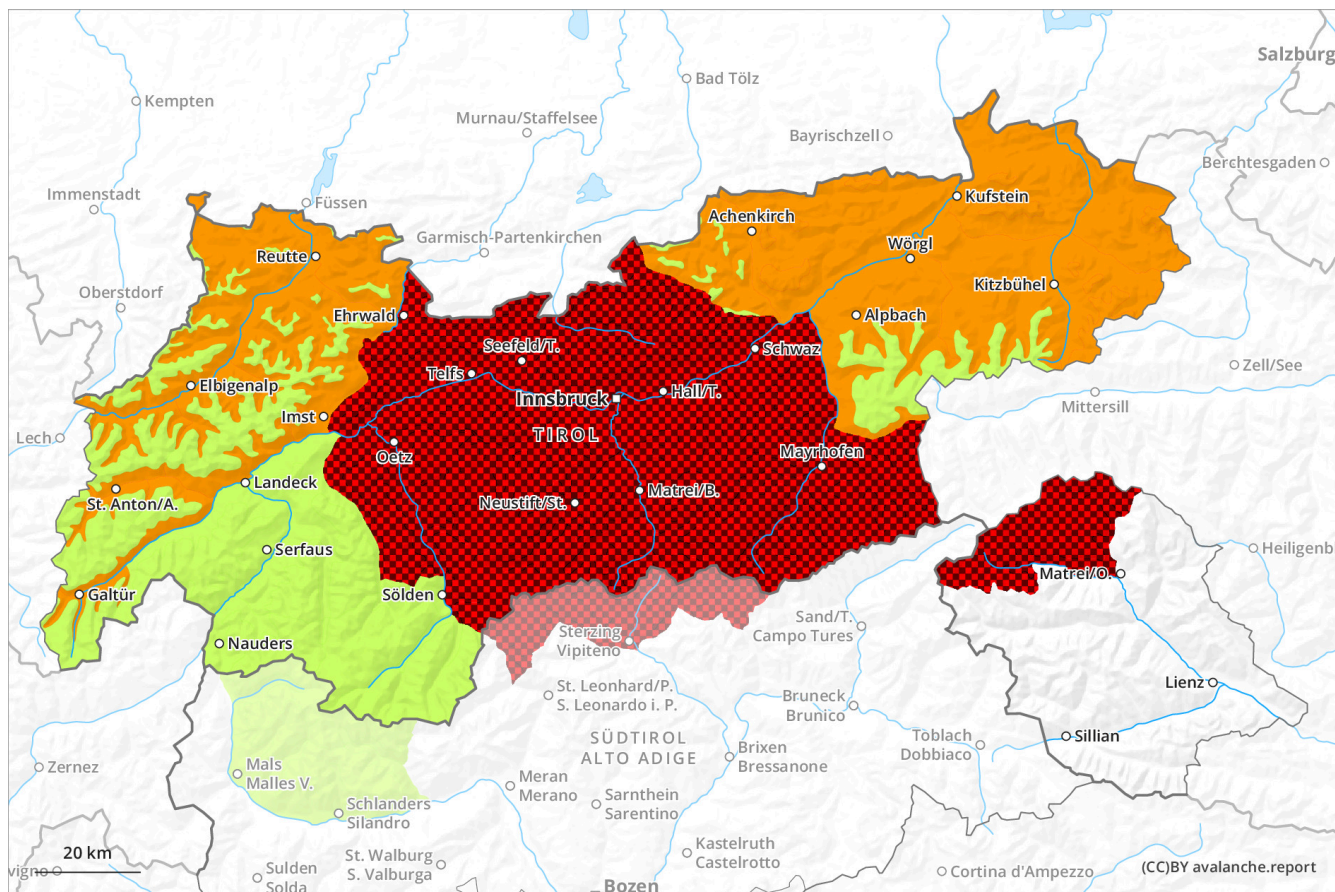 Salzburg
Bad Tölz
Kempten
Murnau/Staffelsee
Bayrischzell
Berchtesgaden
Immenstadt
Füssen
Kufstein
Achenkirch
Garmisch-Partenkirchen
Wörgl
Reutte
Kitzbühel
Oberstdorf
Ehrwald
Alpbach
Seefeld/T.
Schwaz
Zell/See
Telfs
Elbigenalp
Hall/T.
Innsbruck
Mittersill
Imst
Lech
TIROL
Oetz
Mayrhofen
Landeck
Matrei/B.
St. Anton/A.
Neustift/St.
Serfaus
Heiligenb
Matrei/O.
Galtür
Sölden
Sand/T.
Campo Tures
Sterzing
Vipiteno
Nauders
Lienz
St. Leonhard/P.
S. Leonardo i. P.
Bruneck
Brunico
SÜDTIROL
ALTO ADIGE
Toblach
Dobbiaco
Sillian
Brixen
Bressanone
Zernez
Mals
Malles V.
Meran
Merano
Sarnthein
Sarentino
Schlanders
Silandro
Kastelruth
Castelrotto
20 km
St. Walburg
S. Valburga
vigno
Sulden
Solda
Cortina d'Ampezzo
(CC)BY avalanche.report
Bozen